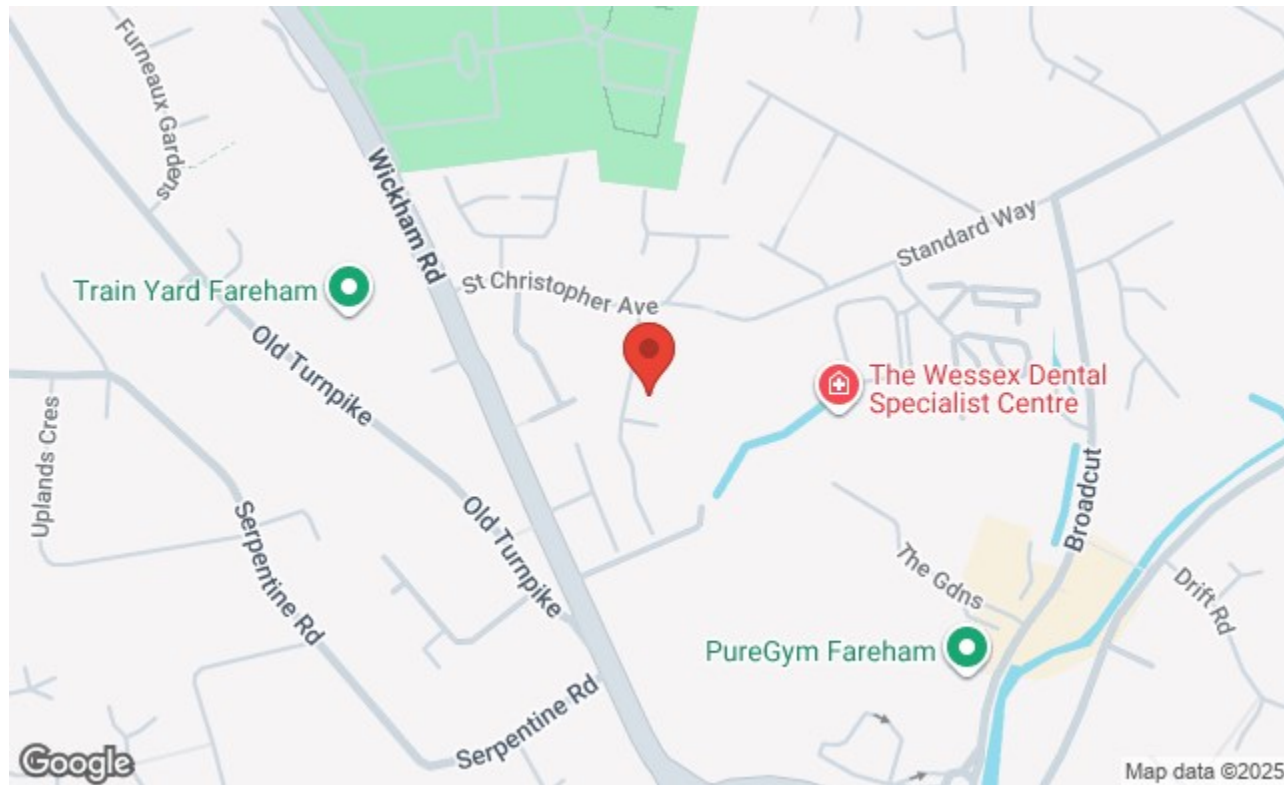 Furneaux Gardens
Wickham Rd
Standard Way
St Christopher Ave
Train Yard Fareham
Old Turnpike
The Wessex Dental
Specialist Centre
Uplands Cres
Broadcut
Old Turnpike
Serpentine Rd
The Gdns
Drift Rd
PureGym Fareham
Serpentine Rd
Google
Map data ©2025